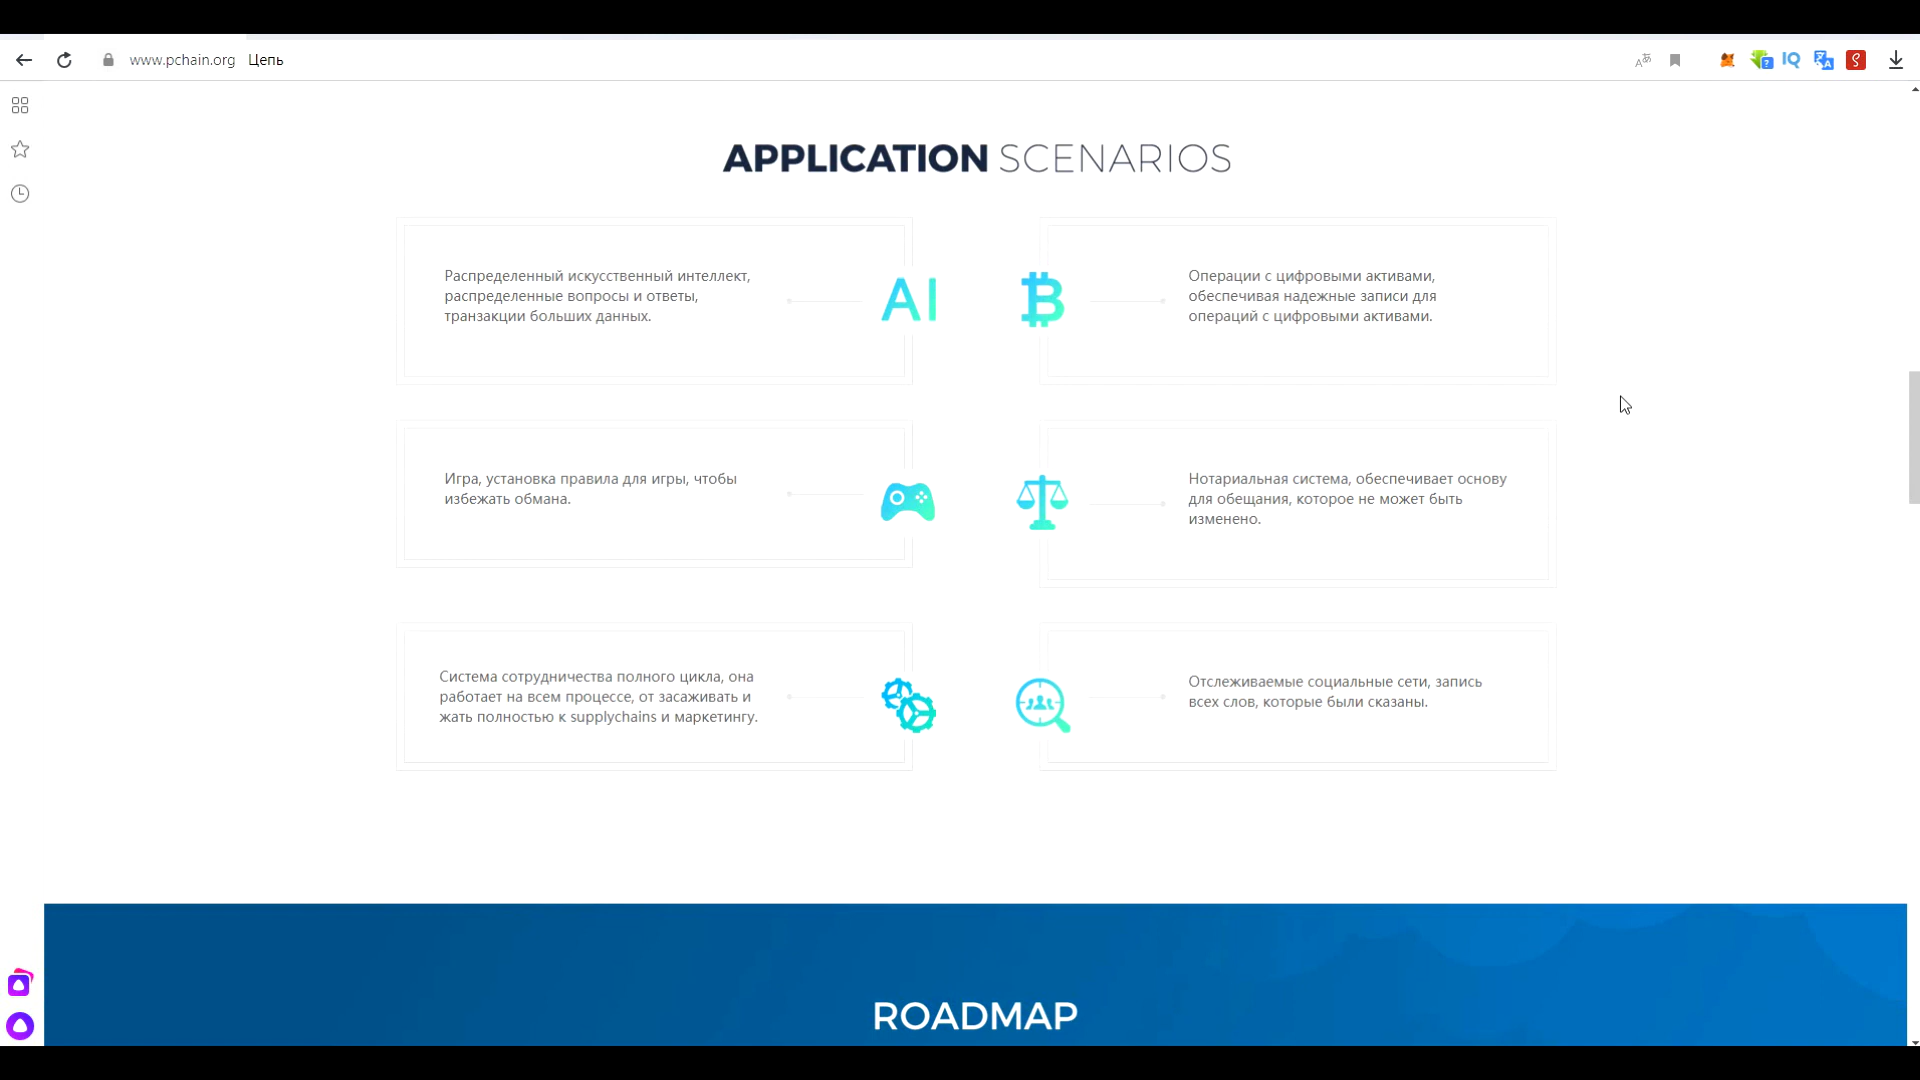 www.pchain.org Цепь
APPLICATION SCENARIOS
Распределенный искусственный интеллект,
распределенные вопросы и ответы,
транзакции больших данных.
AI
Операции с цифровыми активами,
обеспечивая надежные записи для
операций с цифровыми активами.
Игра, установка правила для игры, чтобы
избежать обмана.
Нотариальная система, обеспечивает основу
для обещания, которое не может быть
изменено.
Система сотрудничества полного цикла, она
работает на всем процессе, от засаживать и
жать полностью к supplychains и маркетингу.
Отслеживаемые социальные сети, запись
всех слов, которые были сказаны.
ROADMAP